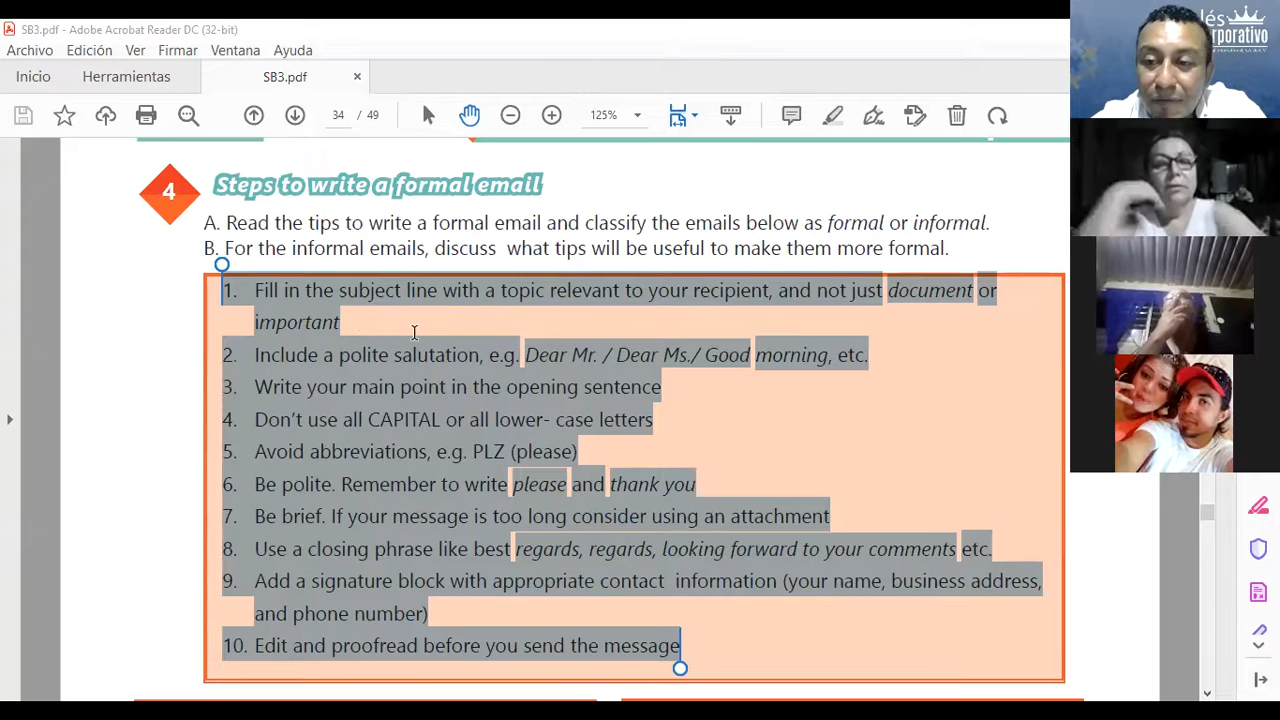 SB3.pdf - Adobe Acrobat Reader DC (32-bit)
Archivo Edición Ver Firmar Ventana Ayuda
Inicio Herramientas SB3.pdf ×
34 / 49 125%
4 Steps to write a formal email
A. Read the tips to write a formal email and classify the emails below as formal or informal.
B. For the informal emails, discuss what tips will be useful to make them more formal.
1. Fill in the subject line with a topic relevant to your recipient, and not just document or
important
2. Include a polite salutation, e.g. Dear Mr. / Dear Ms./ Good morning, etc.
3. Write your main point in the opening sentence
4. Don’t use all CAPITAL or all lower- case letters
5. Avoid abbreviations, e.g. PLZ (please)
6. Be polite. Remember to write please and thank you
7. Be brief. If your message is too long consider using an attachment
8. Use a closing phrase like best regards, regards, looking forward to your comments etc.
9. Add a signature block with appropriate contact information (your name, business address,
and phone number)
10. Edit and proofread before you send the message